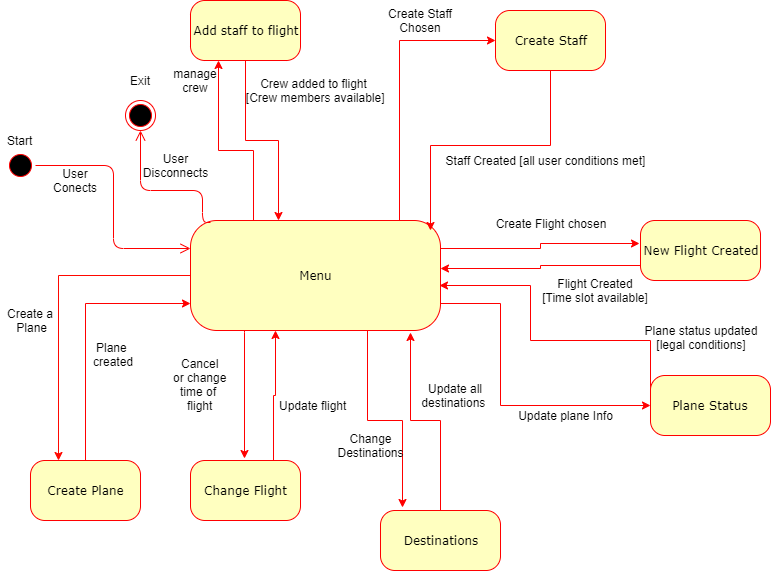 Add staff to flight
Create Staff
Chosen
Create Staff
manage
crew
Crew added to flight
[Crew members available]
Exit
Start
User
Conects
User
Disconnects
Staff Created [all user conditions met]
Create Flight chosen
New Flight Created
Menu
Flight Created
[Time slot available]
Create a
Plane
Plane
created
Plane status updated
[legal conditions]
Cancel
or change
time of
flight
Update flight
Update all
destinations
Plane Status
Update plane Info
Change
Destinations
Create Plane
Change Flight
Destinations